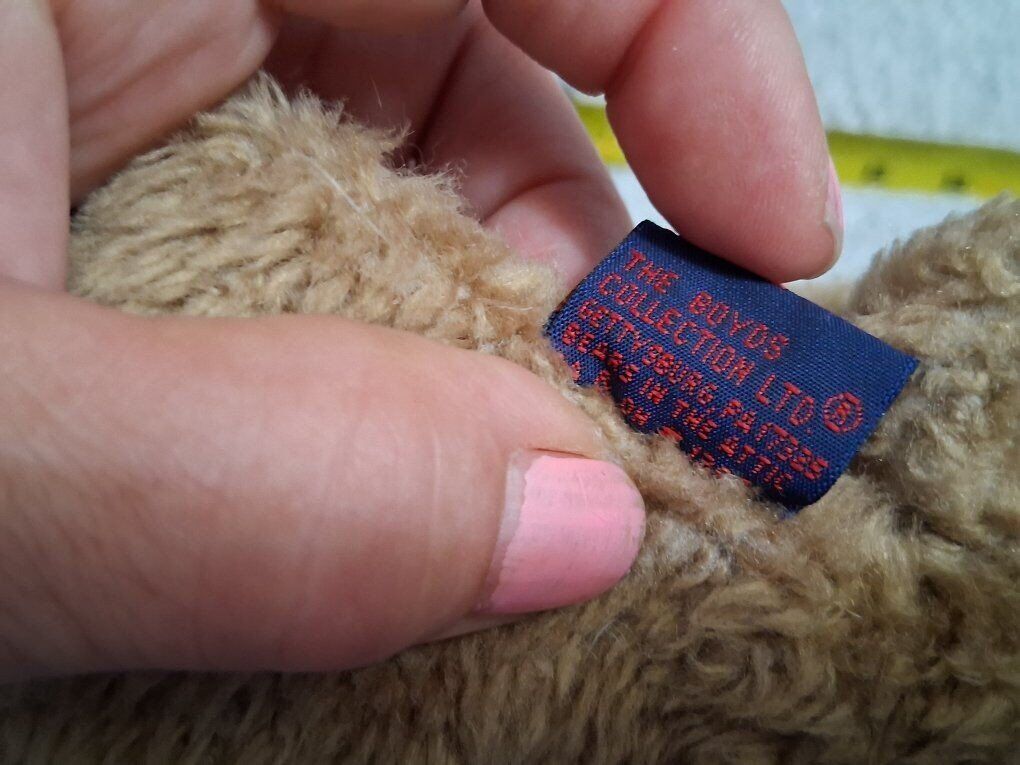 THE BOYDS
COLLECTION LTD.®
GETTYSBURG PA 17325
BEARS IN THE ATTIC